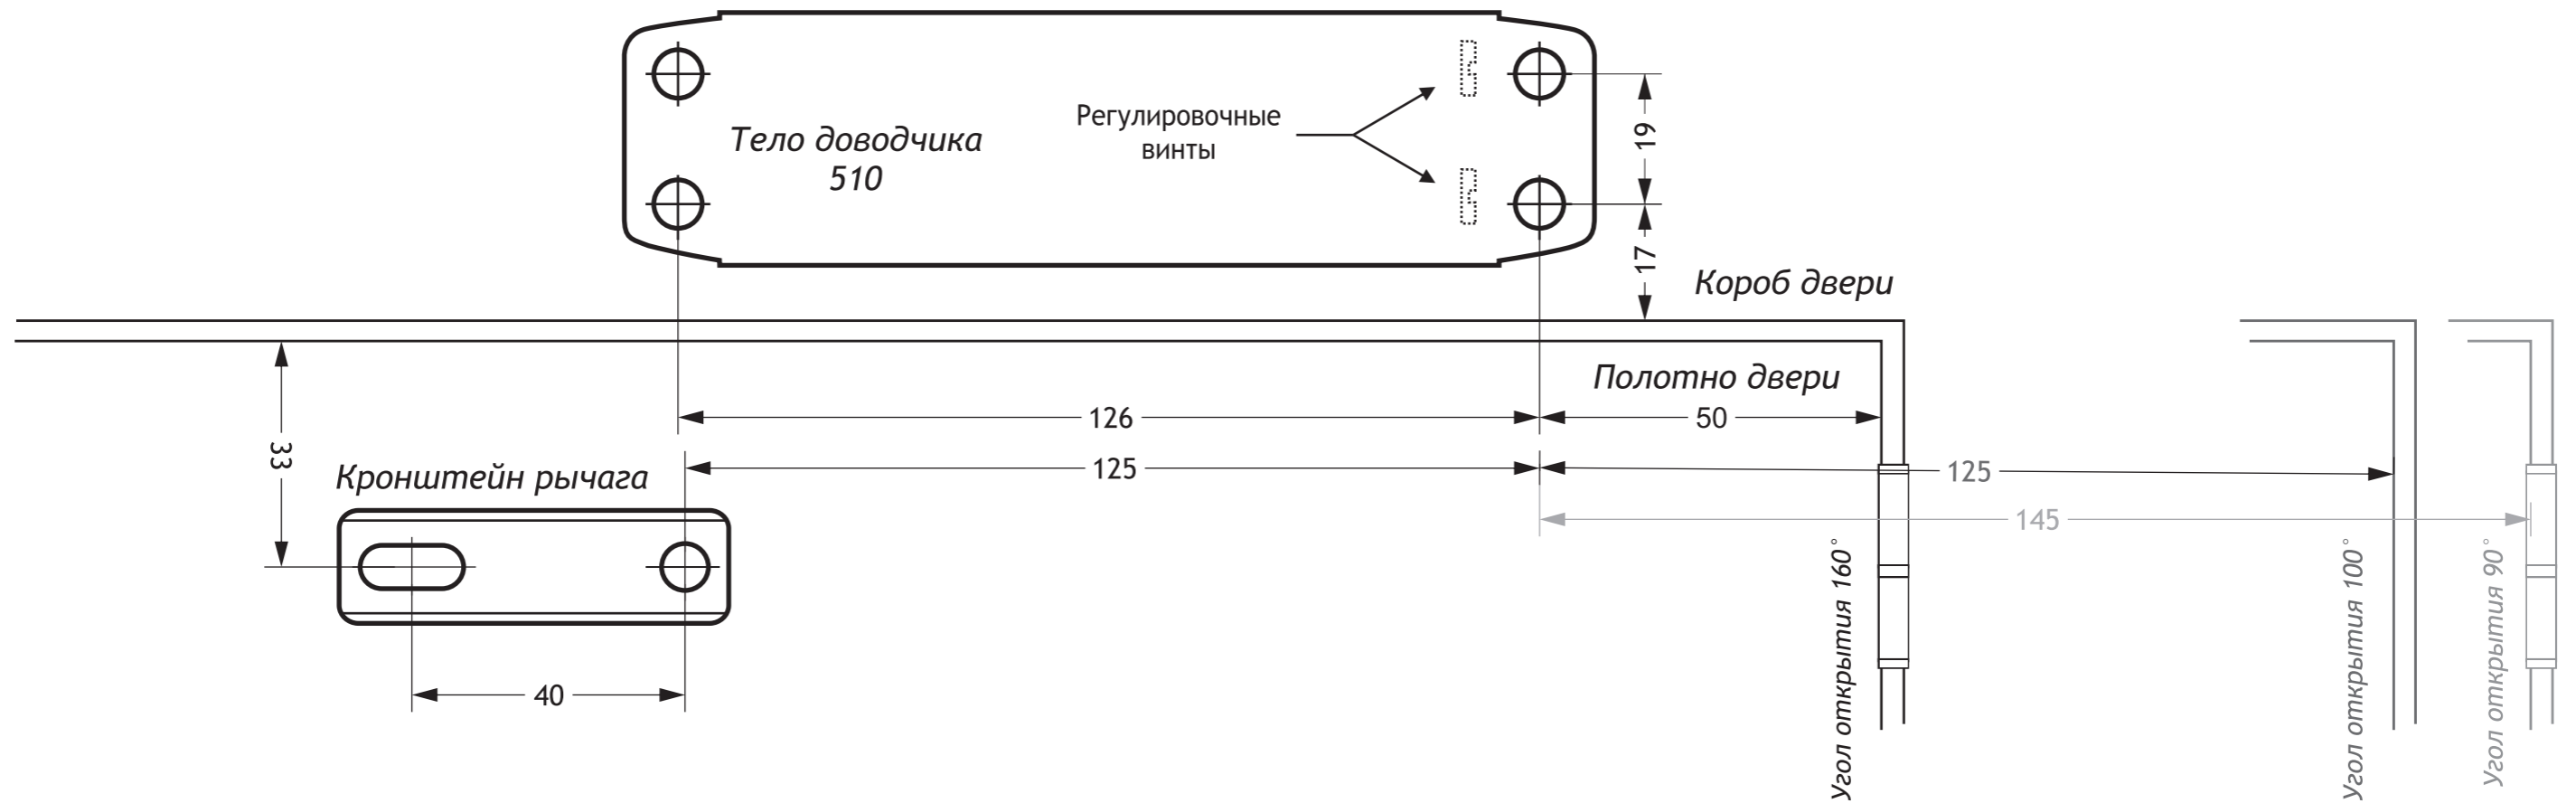 Тело доводчика
510
Регулировочные
винты
19
17
Короб двери
Полотно двери
126
50
33
Кронштейн рычага
125
125
145
40
Угол открытия 160°
Угол открытия 100°
Угол открытия 90°